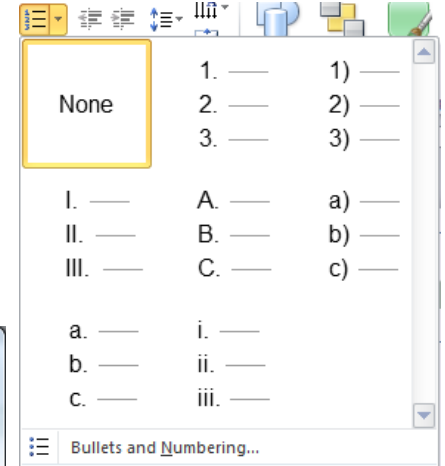 None
1.
2.
3.
1)
2)
3)
I.
II.
III.
A.
B.
C.
a)
b)
c)
a.
b.
c.
i.
ii.
iii.
Bullets and Numbering...